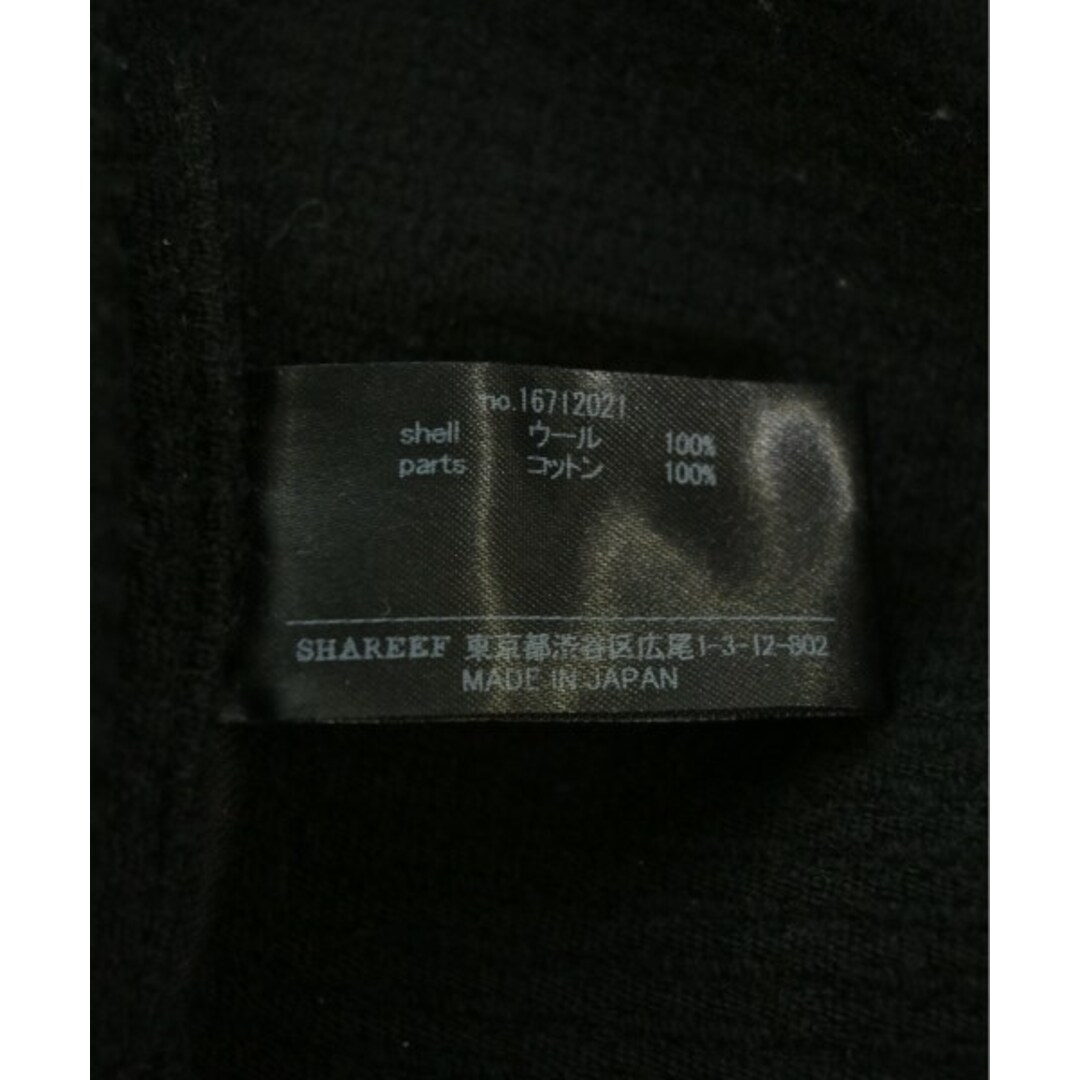 no.16712021
shell ウール 100%
parts コットン 100%
SHAREEF 東京都渋谷区広尾1-3-12-802
MADE IN JAPAN